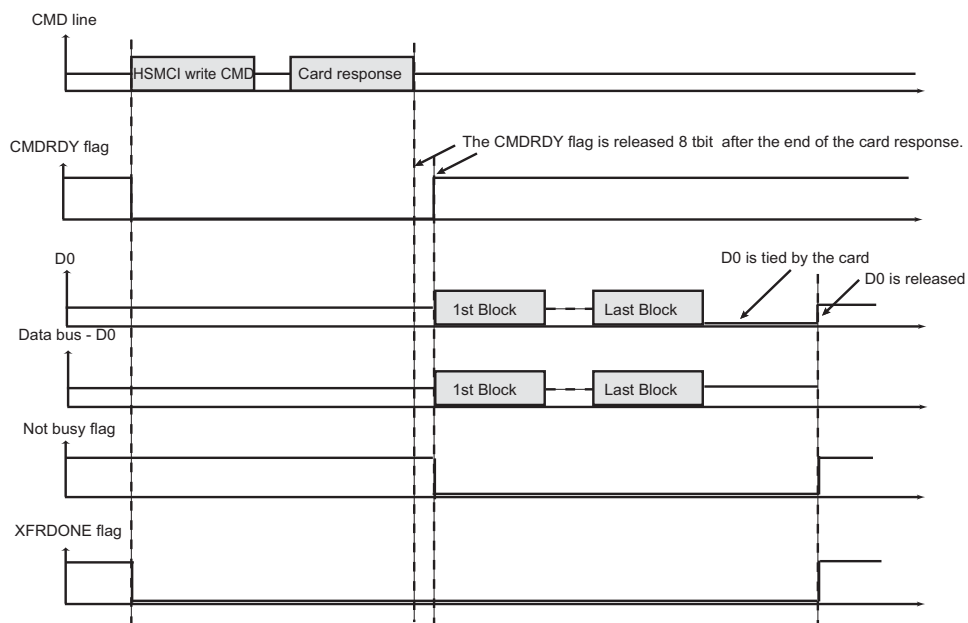 CMD line
HSMCI write CMD
Card response
CMDRDY flag
The CMDRDY flag is released 8 tbit after the end of the card response.
D0
D0 is tied by the card
D0 is released
1st Block
Last Block
Data bus - D0
1st Block
Last Block
Not busy flag
XFRDONE flag